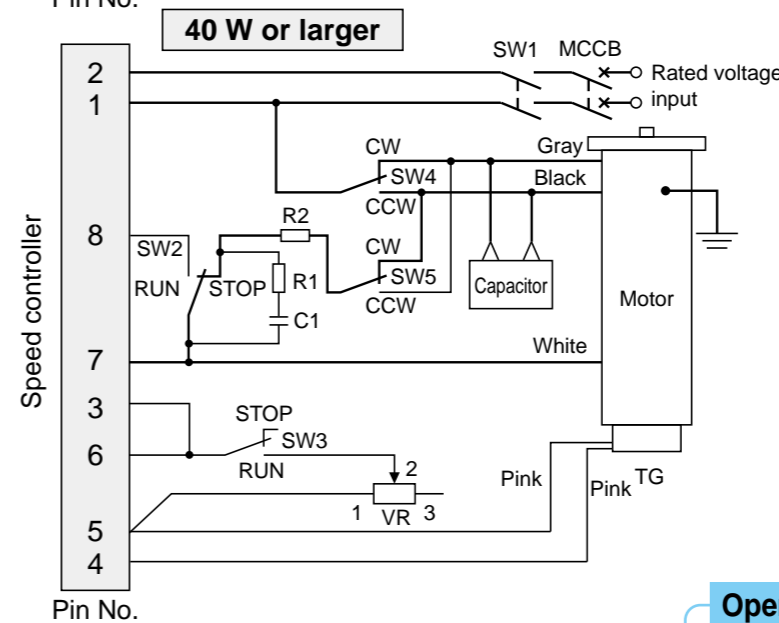 Pin No.
40 W or larger
SW1
MCCB
2
Rated voltage
1
input
CW
Gray
SW4
Black
CCW
R2
8
SW2
CW
RUN
STOP
R1
SW5
Capacitor
CCW
Motor
C1
White
7
Speed controller
3
STOP
SW3
6
RUN
2
Pink
Pink
TG
1
VR
3
5
4
Pin No.
Ope